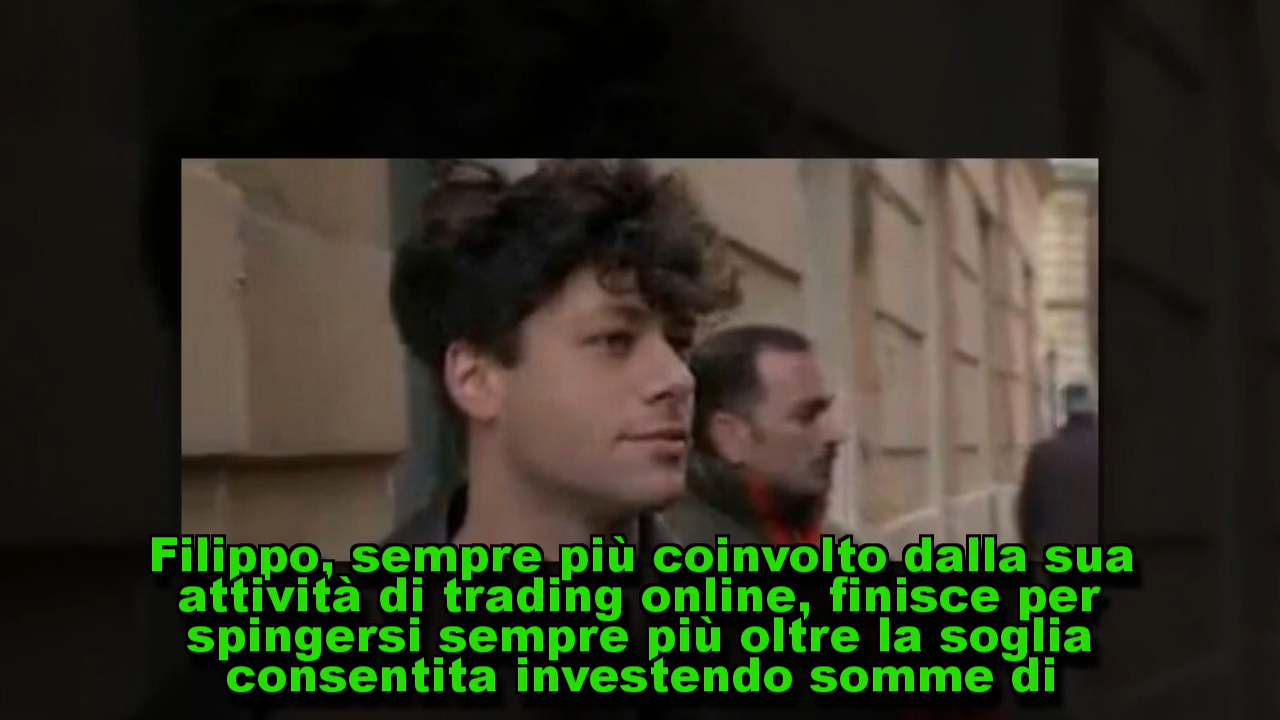 Filippo, sempre più coinvolto dalla sua
attività di trading online, finisce per
spingersi sempre più oltre la soglia
consentita investendo somme di